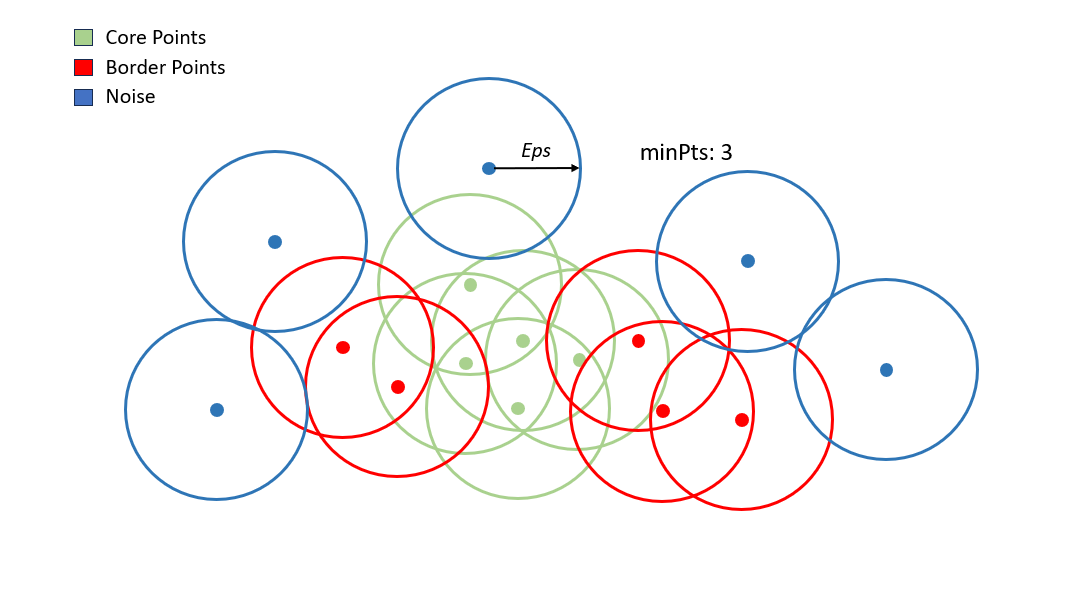 Core Points
Border Points
Noise
Eps
minPts: 3